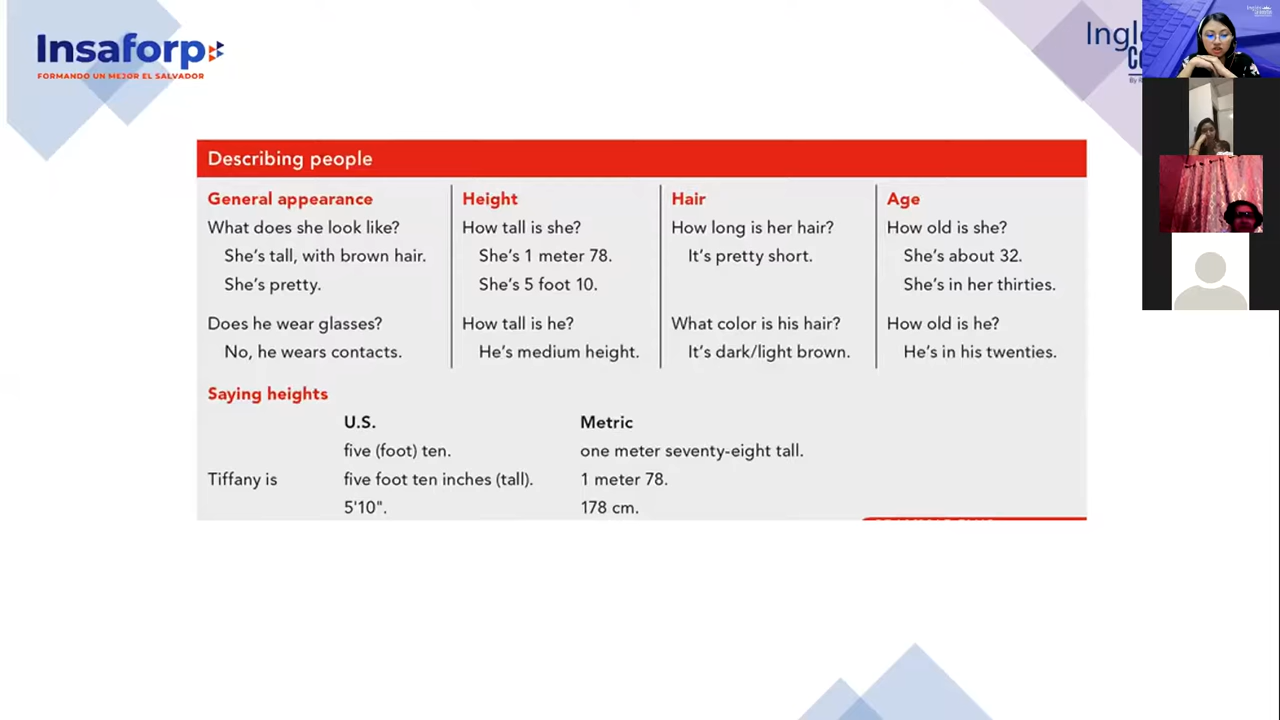 Insaforp
FORMANDO UN MEJOR EL SALVADOR
Describing people
General appearance
What does she look like?
She's tall, with brown hair.
She's pretty.
Does he wear glasses?
No, he wears contacts.
Height
How tall is she?
She's 1 meter 78.
She's 5 foot 10.
How tall is he?
He's medium height.
Hair
How long is her hair?
It's pretty short.
What color is his hair?
It's dark/light brown.
Age
How old is she?
She's about 32.
She's in her thirties.
How old is he?
He's in his twenties.
Saying heights
U.S. Metric
five (foot) ten. one meter seventy-eight tall.
Tiffany is five foot ten inches (tall). 1 meter 78.
5'10". 178 cm.